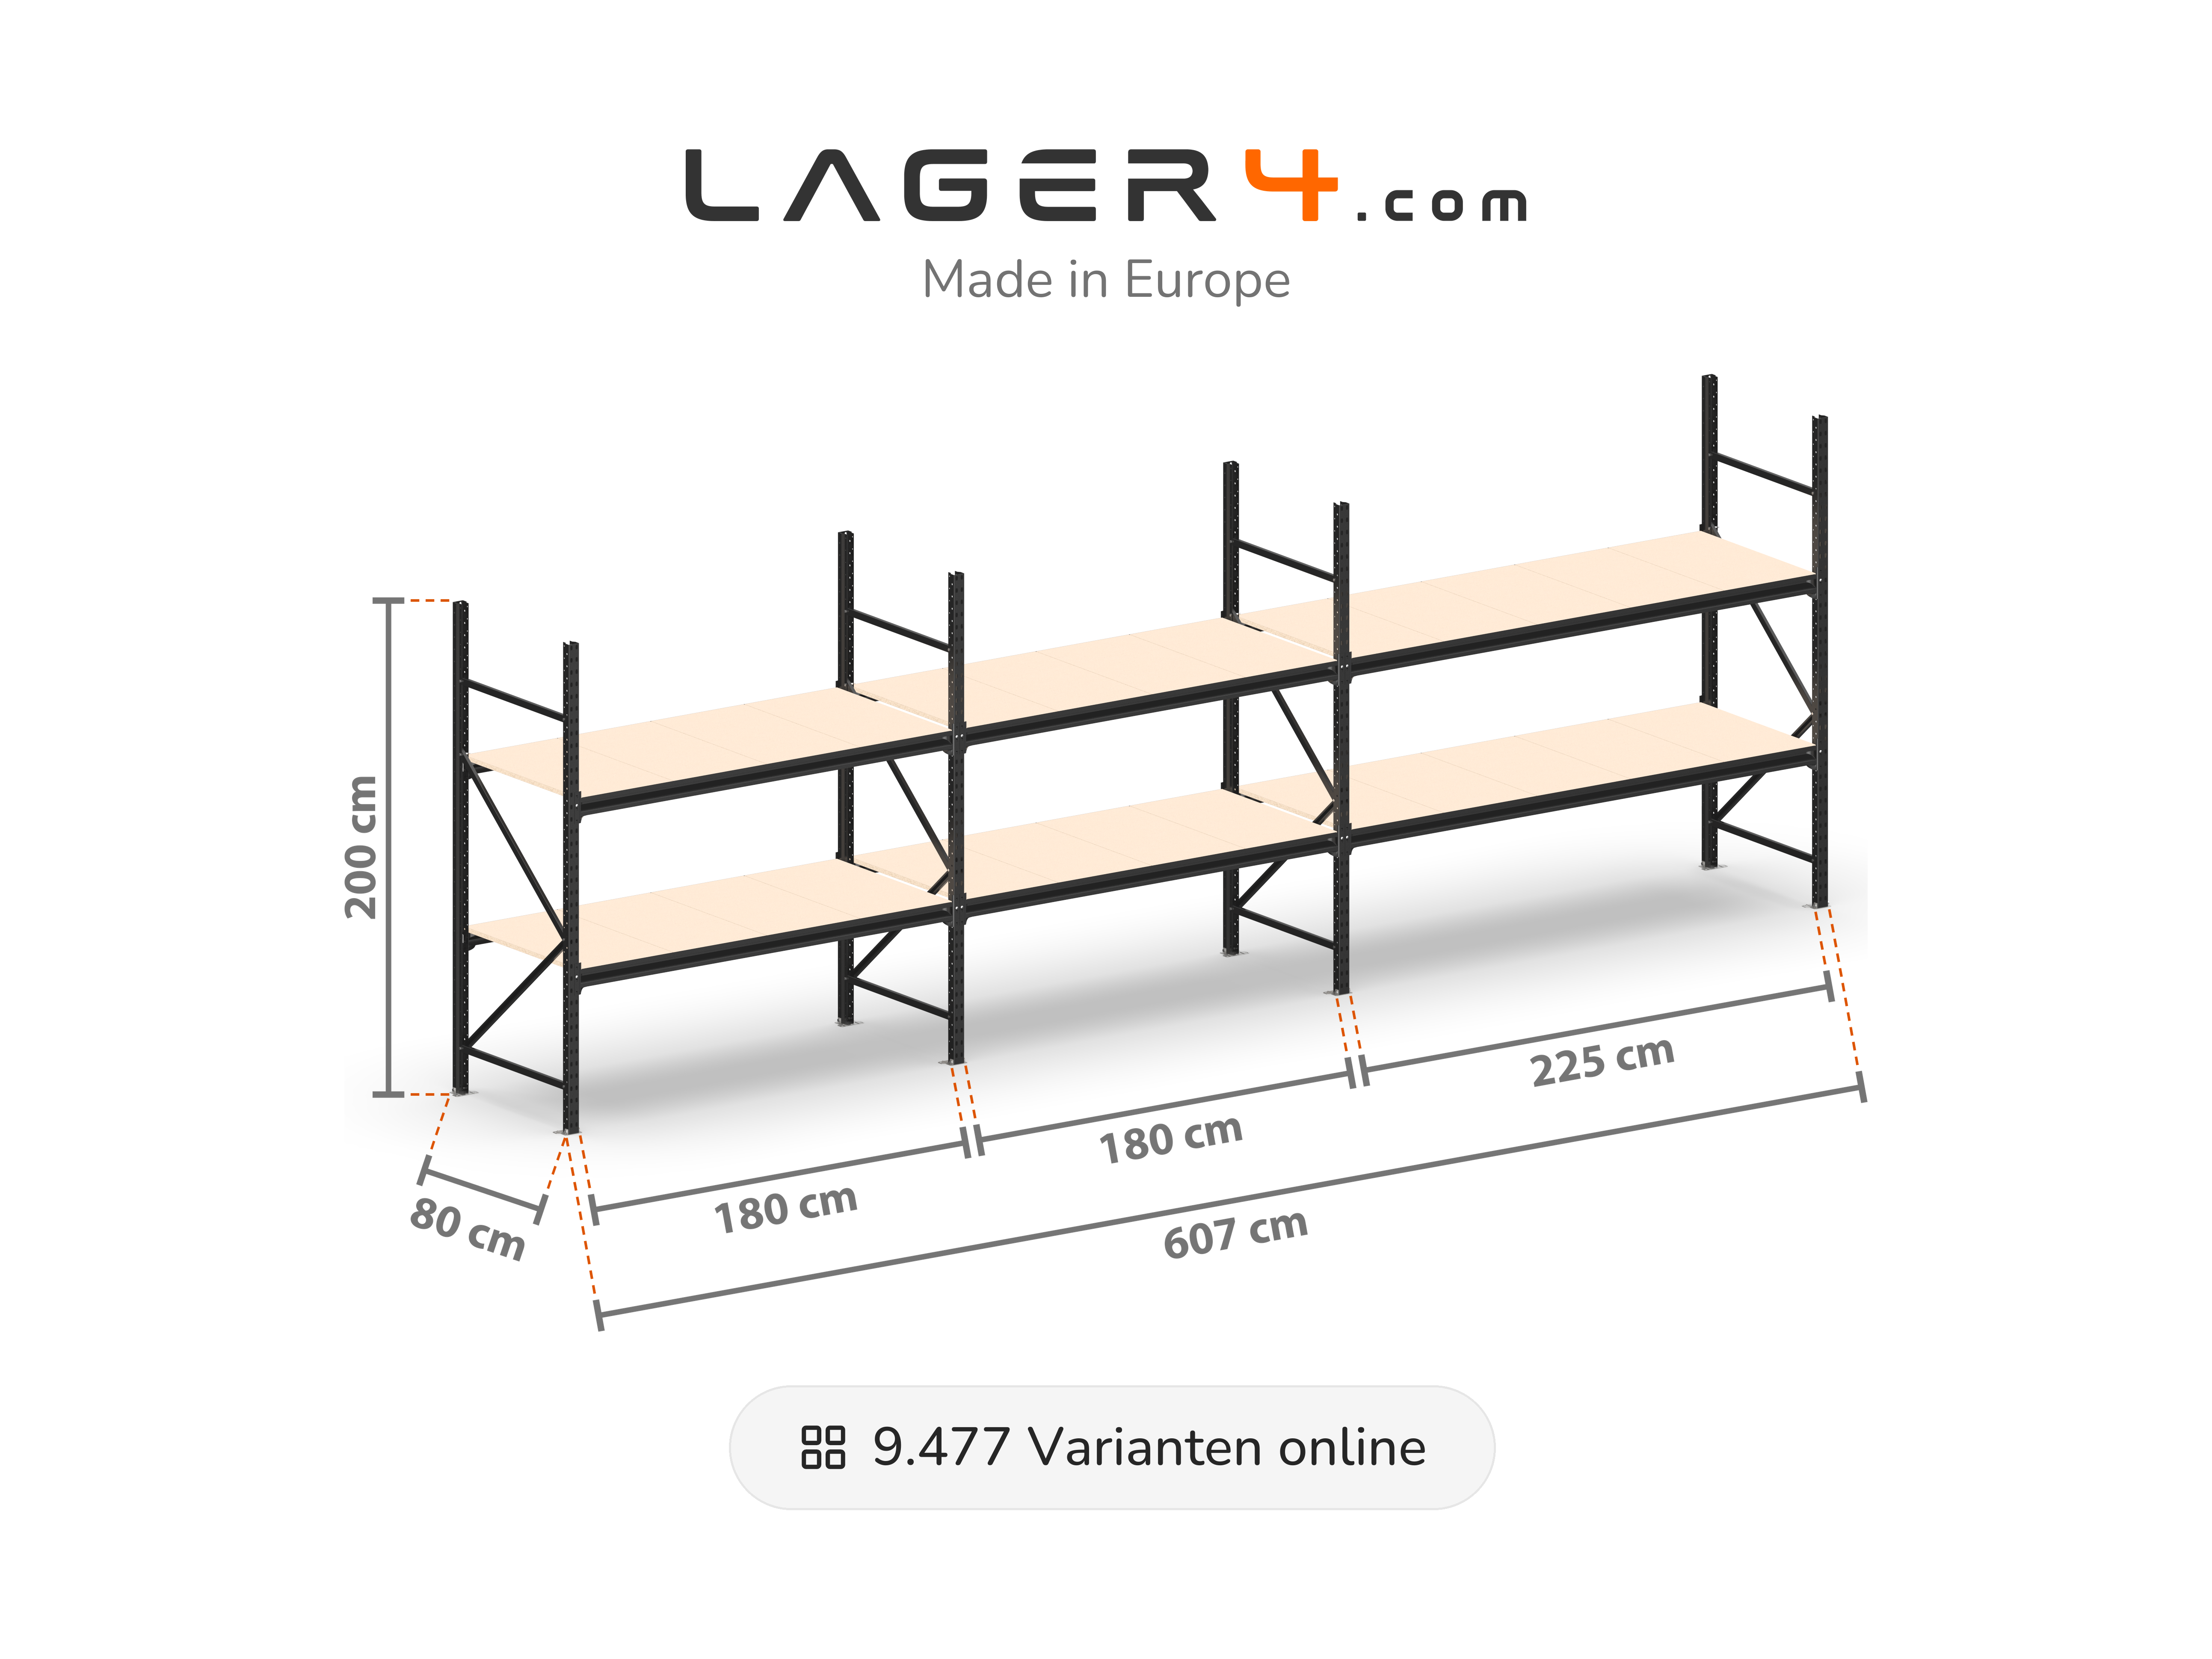 LAGER4.com
Made in Europe
200 cm
80 cm
180 cm
180 cm
225 cm
607 cm
9.477 Varianten online